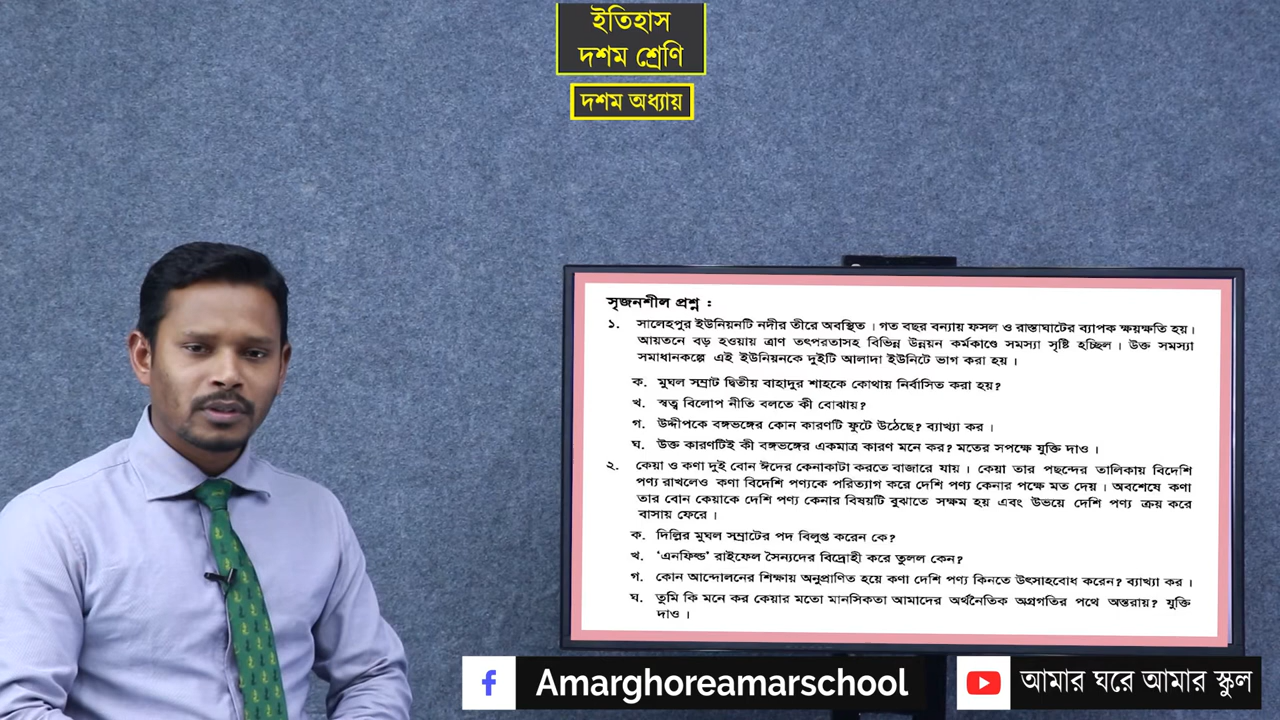 ইতিহাস
দশম শ্রেণি
দশম অধ্যায়
সৃজনশীল প্রশ্ন :
১. সালেহপুর ইউনিয়নটি নদীর তীরে অবস্থিত। গত বছর বন্যায় ফসল ও রাস্তাঘাটের ব্যাপক ক্ষয়ক্ষতি হয়।
আয়তনে বড় হওয়ায় ত্রাণ তৎপরতাসহ বিভিন্ন উন্নয়ন কর্মকাণ্ডে সমস্যা সৃষ্টি হচ্ছিল। উক্ত সমস্যা
সমাধানকল্পে এই ইউনিয়নকে দুইটি আলাদা ইউনিটে ভাগ করা হয়।
ক. মুঘল সম্রাট দ্বিতীয় বাহাদুর শাহকে কোথায় নির্বাসিত করা হয়?
খ. স্বত্ব বিলোপ নীতি বলতে কী বোঝায়?
গ. উদ্দীপকে বঙ্গভঙ্গের কোন কারণটি ফুটে উঠেছে? ব্যাখ্যা কর।
ঘ. উক্ত কারণটিই কী বঙ্গভঙ্গের একমাত্র কারণ মনে কর? মতের সপক্ষে যুক্তি দাও।
২. কেয়া ও কণা দুই বোন ঈদের কেনাকাটা করতে বাজারে যায়। কেয়া তার পছন্দের তালিকায় বিদেশি
পণ্য রাখলেও কণা বিদেশি পণ্যকে পরিত্যাগ করে দেশি পণ্য কেনার পক্ষে মত দেয়। অবশেষে কণা
তার বোন কেয়াকে দেশি পণ্য কেনার বিষয়টি বুঝাতে সক্ষম হয় এবং উভয়ে দেশি পণ্য ক্রয় করে
বাসায় ফেরে।
ক. দিল্লির মুঘল সম্রাটের পদ বিলুপ্ত করেন কে?
খ. ‘এনফিল্ড’ রাইফেল সৈন্যদের বিদ্রোহী করে তুলল কেন?
গ. কোন আন্দোলনের শিক্ষায় অনুপ্রাণিত হয়ে কণা দেশি পণ্য কিনতে উৎসাহবোধ করেন? ব্যাখ্যা কর।
ঘ. তুমি কি মনে কর কেয়ার মতো মানসিকতা আমাদের অর্থনৈতিক অগ্রগতির পথে অন্তরায়? যুক্তি
দাও।
Amarghoreamarschool
আমার ঘরে আমার স্কুল